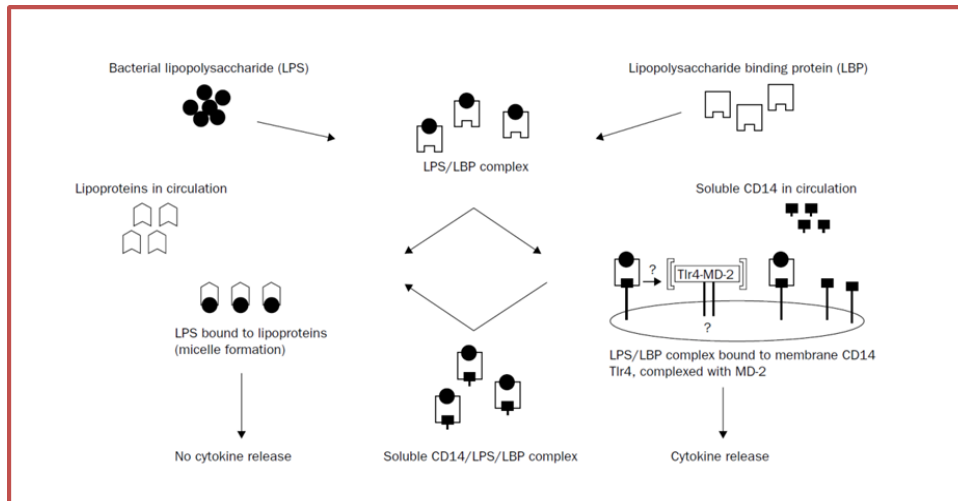 Bacterial lipopolysaccharide (LPS)
Lipopolysaccharide binding protein (LBP)
LPS/LBP complex
Lipoproteins in circulation
Soluble CD14 in circulation
?
Tlr4-MD-2
?
LPS bound to lipoproteins
(micelle formation)
LPS/LBP complex bound to membrane CD14
Tlr4, complexed with MD-2
No cytokine release
Soluble CD14/LPS/LBP complex
Cytokine release